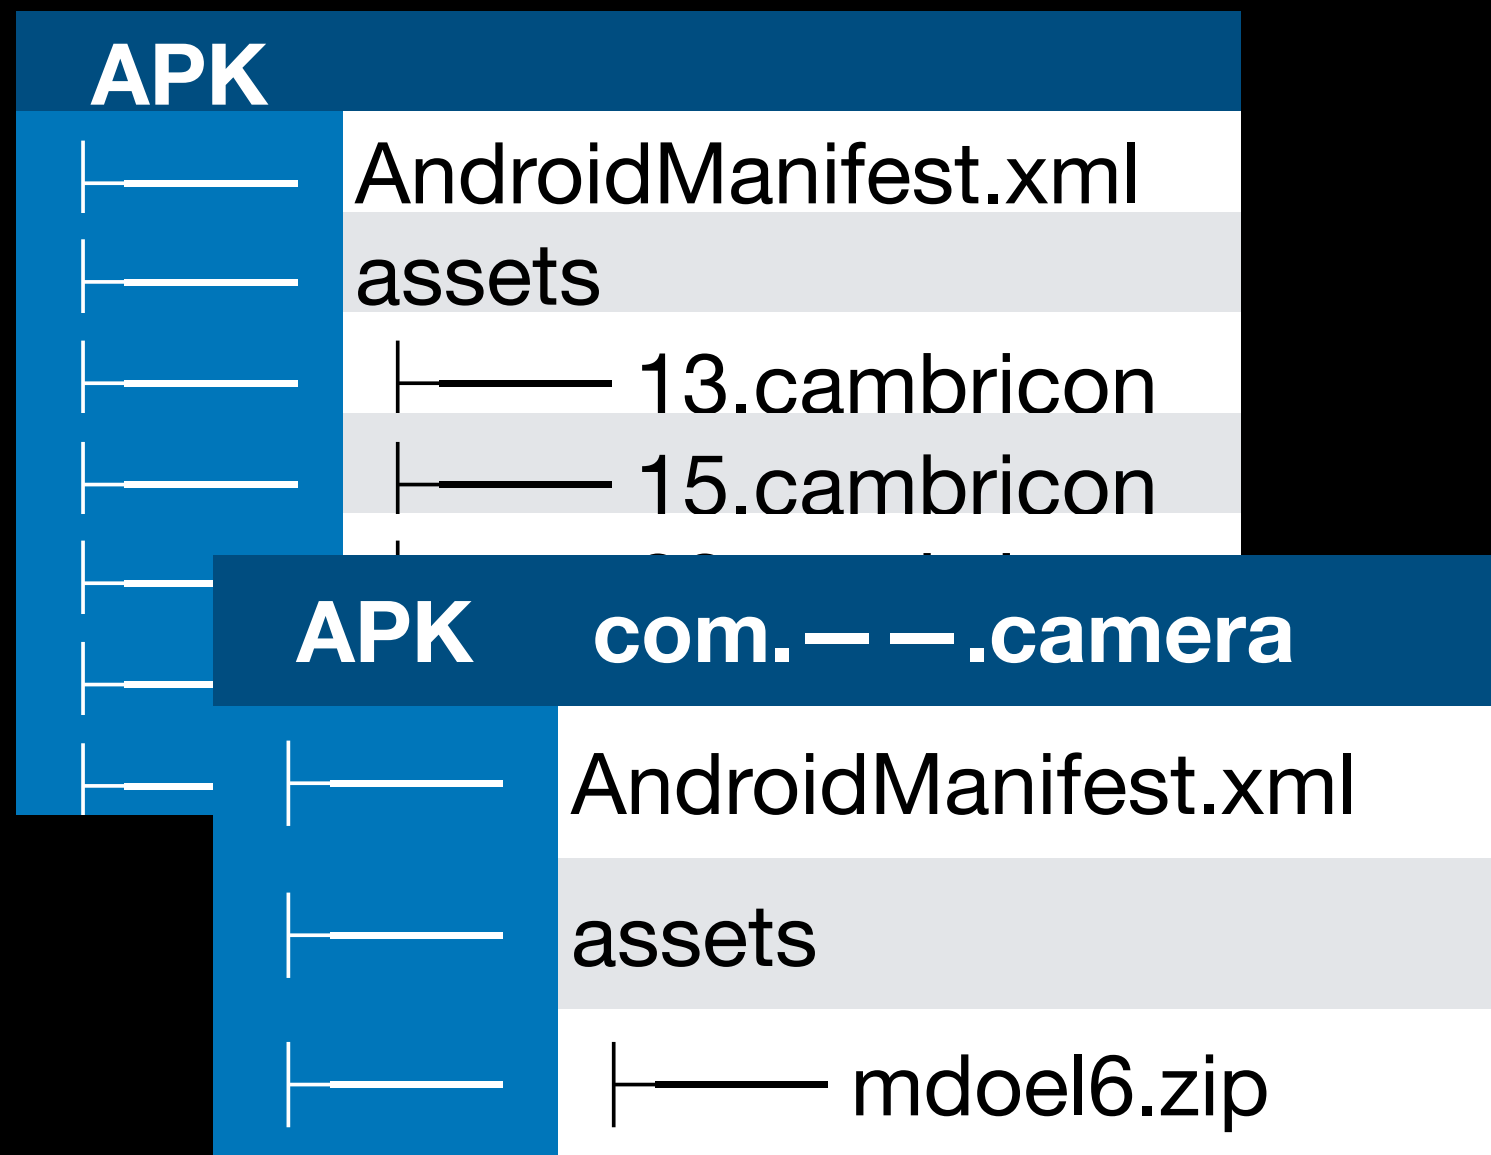 APK
AndroidManifest.xml
assets
13.cambricon
15.cambricon
APK com.——.camera
AndroidManifest.xml
assets
mdoel6.zip